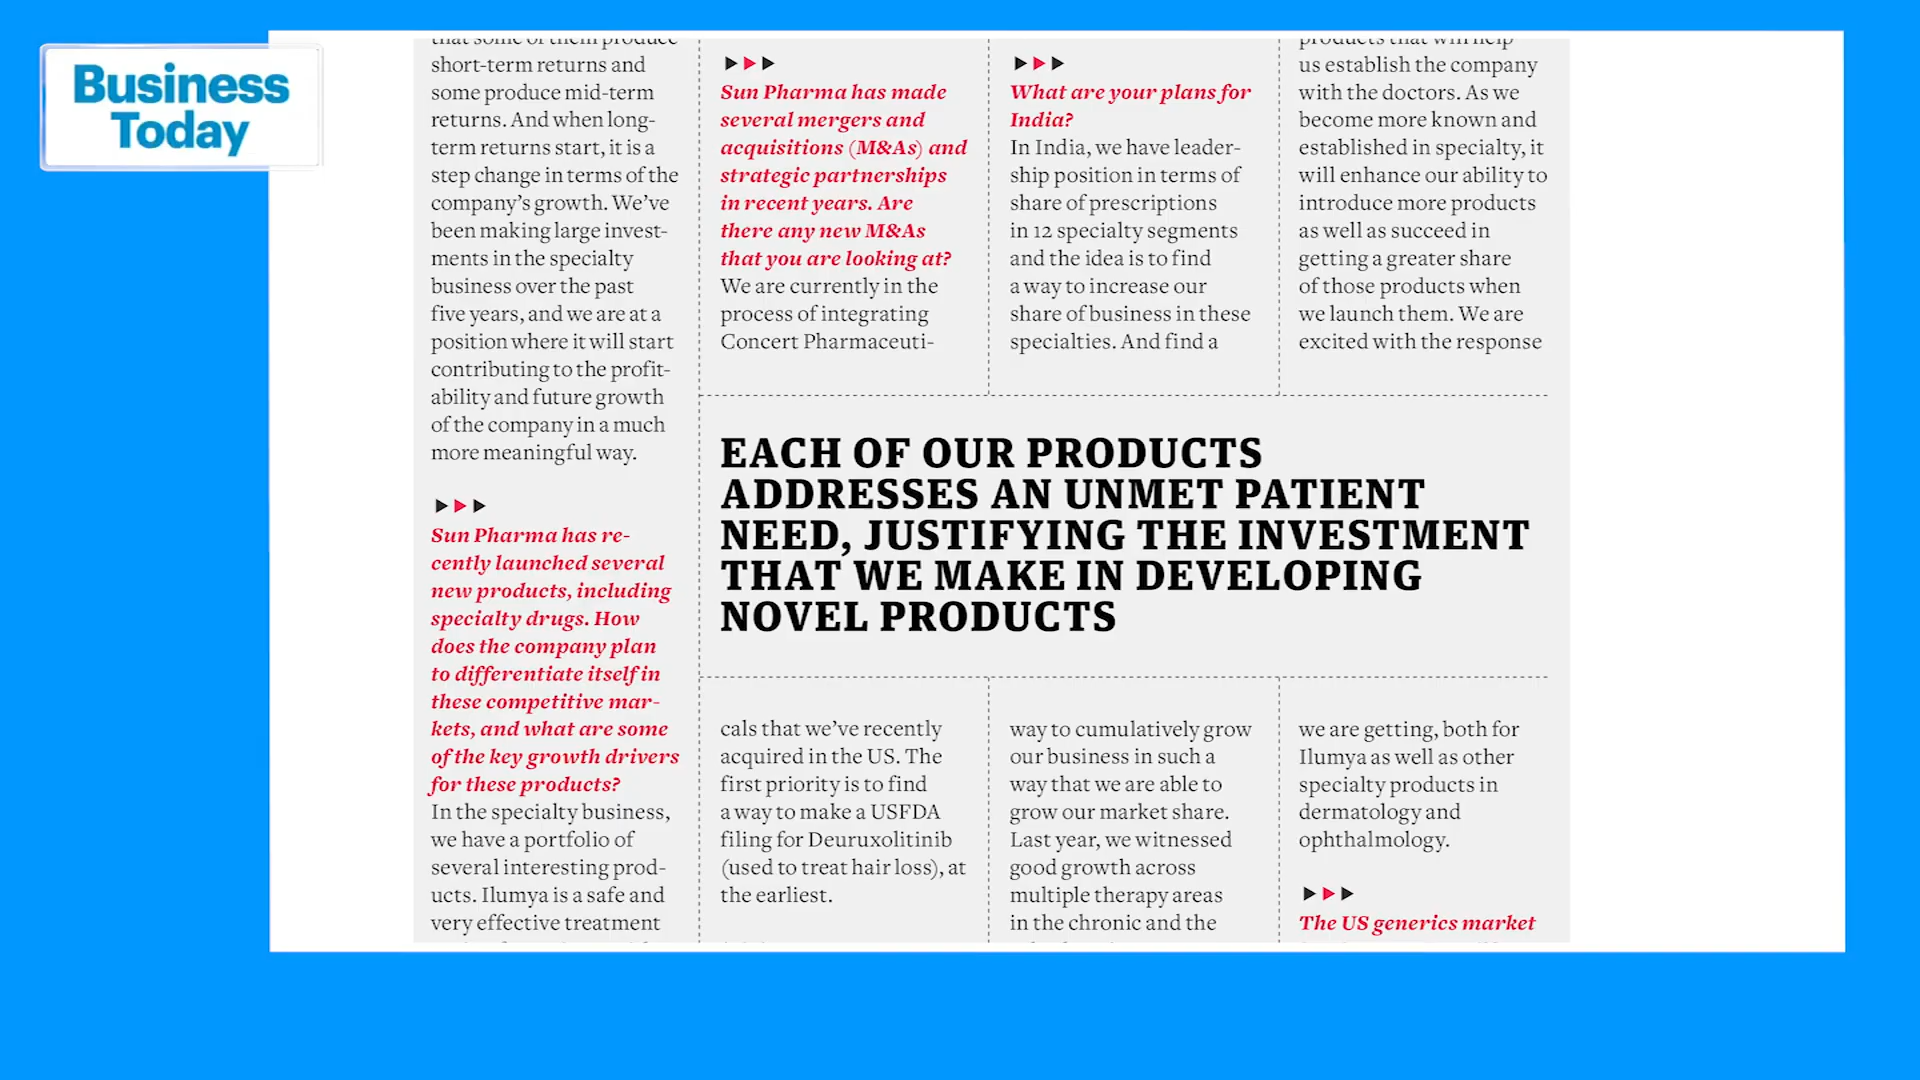 Business
Today
that some of them produce
short-term returns and
some produce mid-term
returns. And when long-
term returns start, it is a
step change in terms of the
company's growth. We've
been making large invest-
ments in the specialty
business over the past
five years, and we are at a
position where it will start
contributing to the profit-
ability and future growth
of the company in a much
more meaningful way.
Sun Pharma has re-
cently launched several
new products, including
specialty drugs. How
does the company plan
to differentiate itself in
these competitive mar-
kets, and what are some
of the key growth drivers
for these products?
In the specialty business,
we have a portfolio of
several interesting prod-
ucts. Ilumya is a safe and
very effective treatment
Sun Pharma has made
several mergers and
acquisitions (M&As) and
strategic partnerships
in recent years. Are
there any new M&As
that you are looking at?
We are currently in the
process of integrating
Concert Pharmaceuti-
EACH OF OUR PRODUCTS
ADDRESSES AN UNMET PATIENT
NEED, JUSTIFYING THE INVESTMENT
THAT WE MAKE IN DEVELOPING
NOVEL PRODUCTS
cals that we've recently
acquired in the US. The
first priority is to find
a way to make a USFDA
filing for Deuruxolitinib
(used to treat hair loss), at
the earliest.
What are your plans for
India?
In India, we have leader-
ship position in terms of
share of prescriptions
in 12 specialty segments
and the idea is to find
a way to increase our
share of business in these
specialties. And find a
way to cumulatively grow
our business in such a
way that we are able to
grow our market share.
Last year, we witnessed
good growth across
multiple therapy areas
in the chronic and the
products that will help
us establish the company
with the doctors. As we
become more known and
established in specialty, it
will enhance our ability to
introduce more products
as well as succeed in
getting a greater share
of those products when
we launch them. We are
excited with the response
we are getting, both for
Ilumya as well as other
specialty products in
dermatology and
ophthalmology.
The US generics market